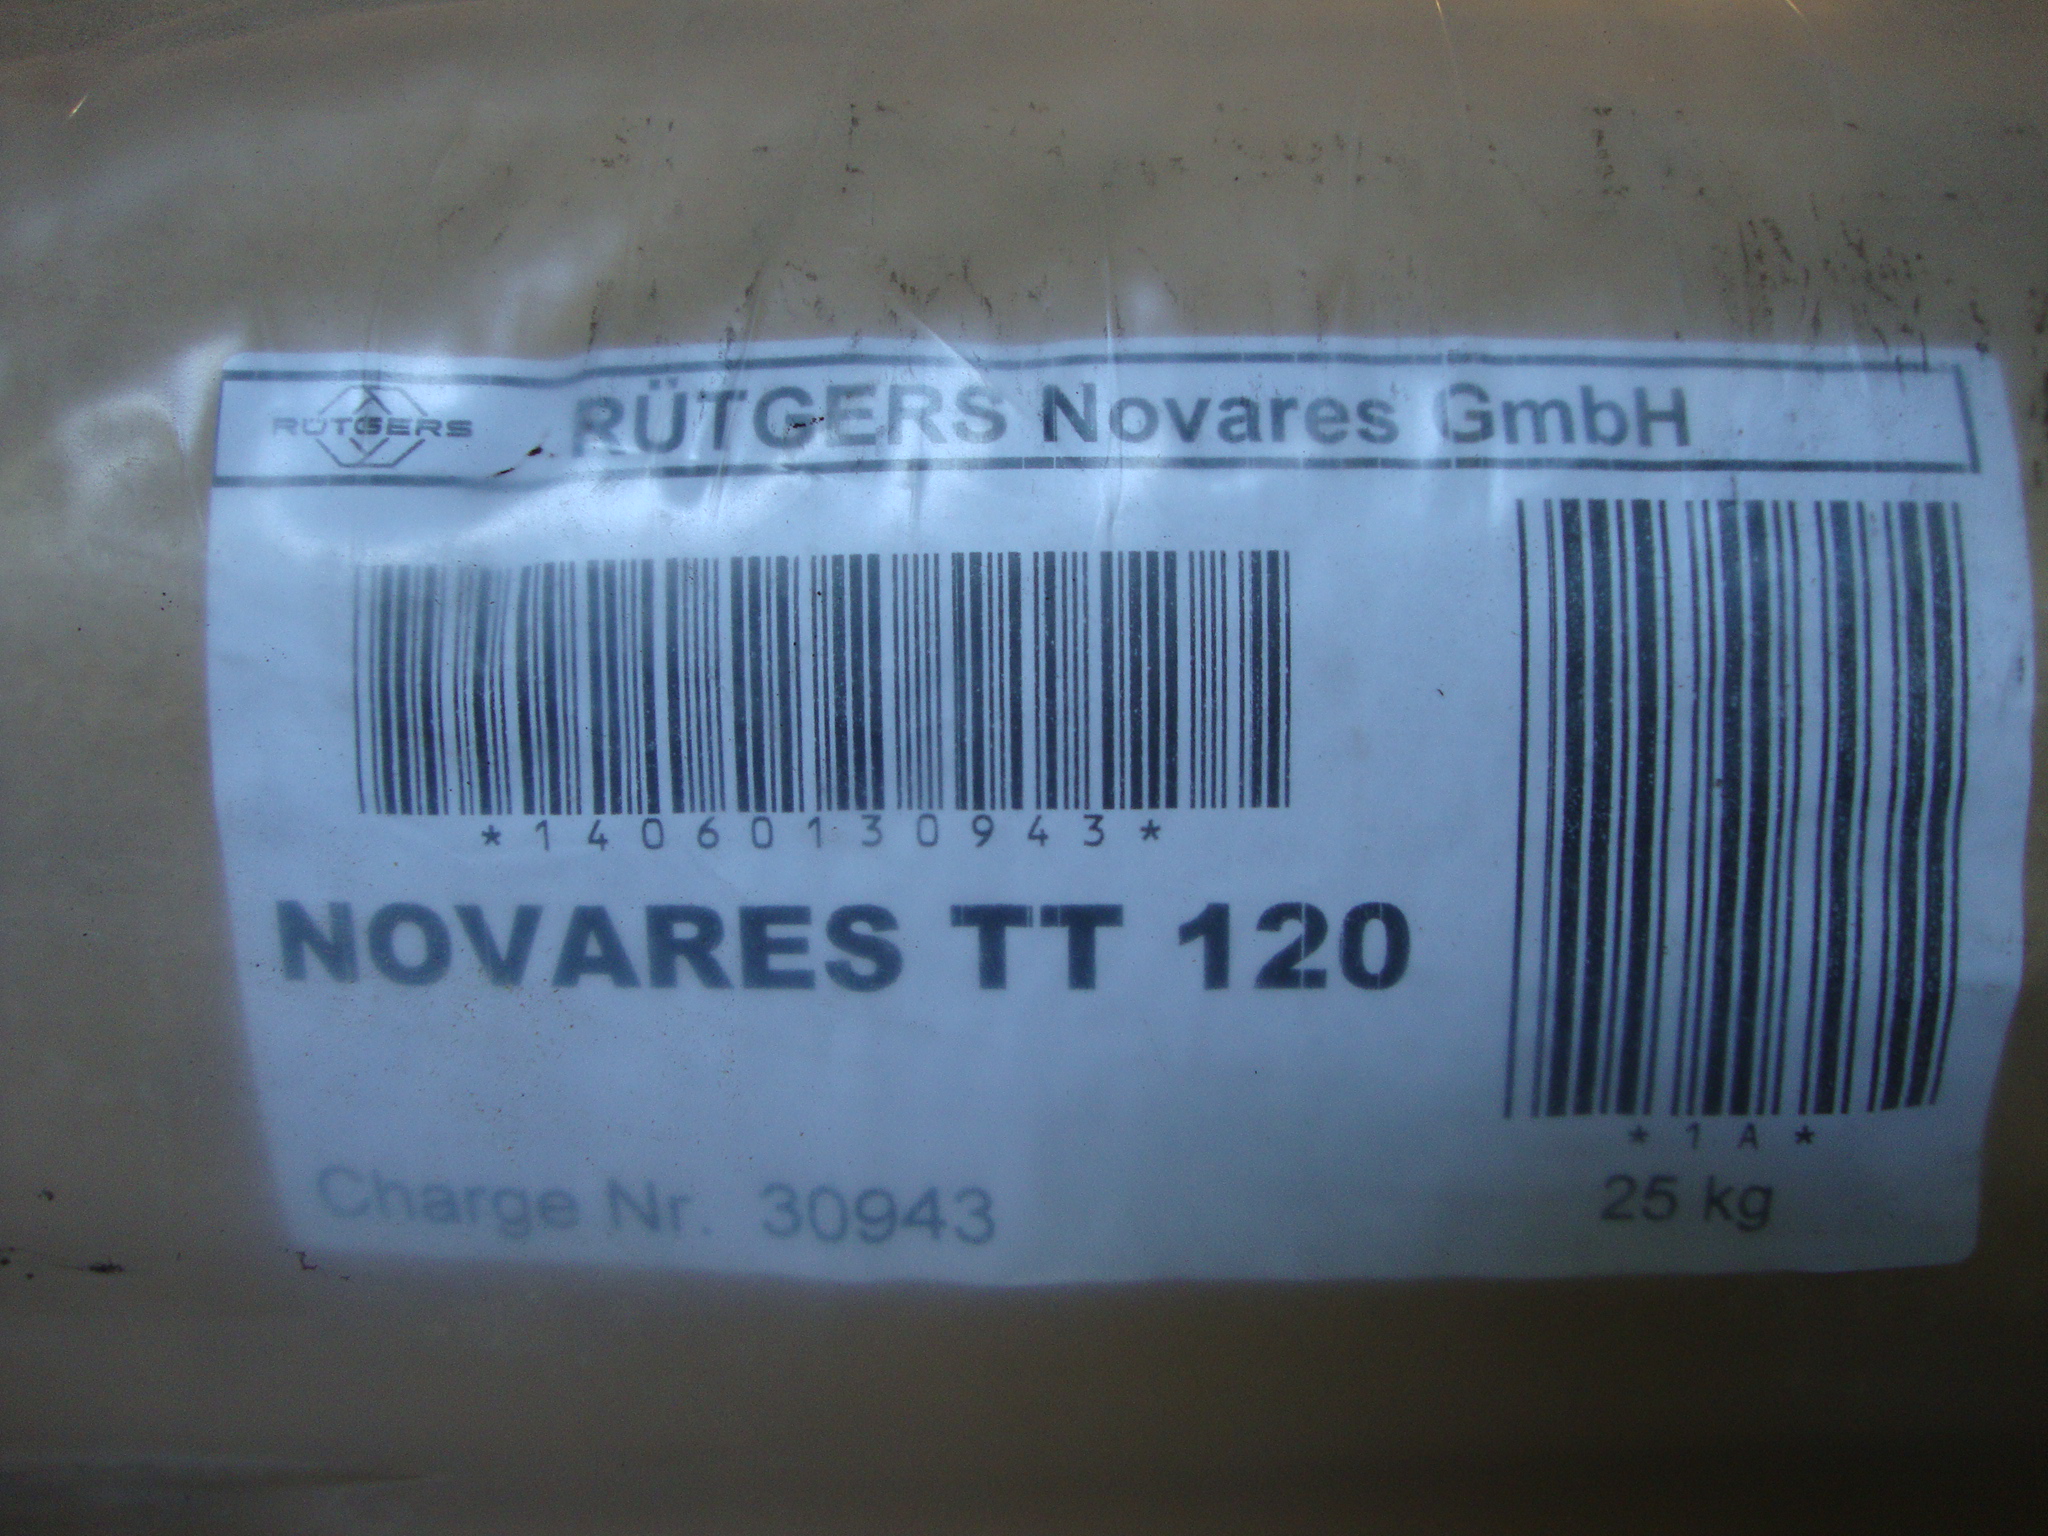 RÜTGERS RÜTGERS Novares GmbH
*14060130943*
NOVARES TT 120
*1A*
Charge Nr. 30943
25 kg